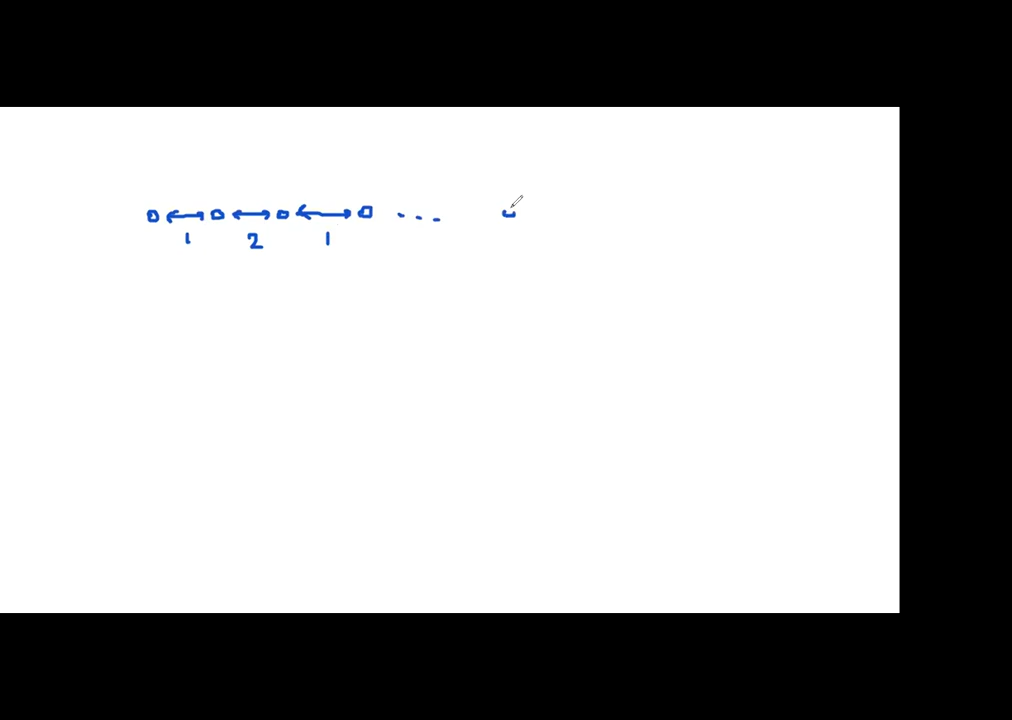 . . .
1 2 1